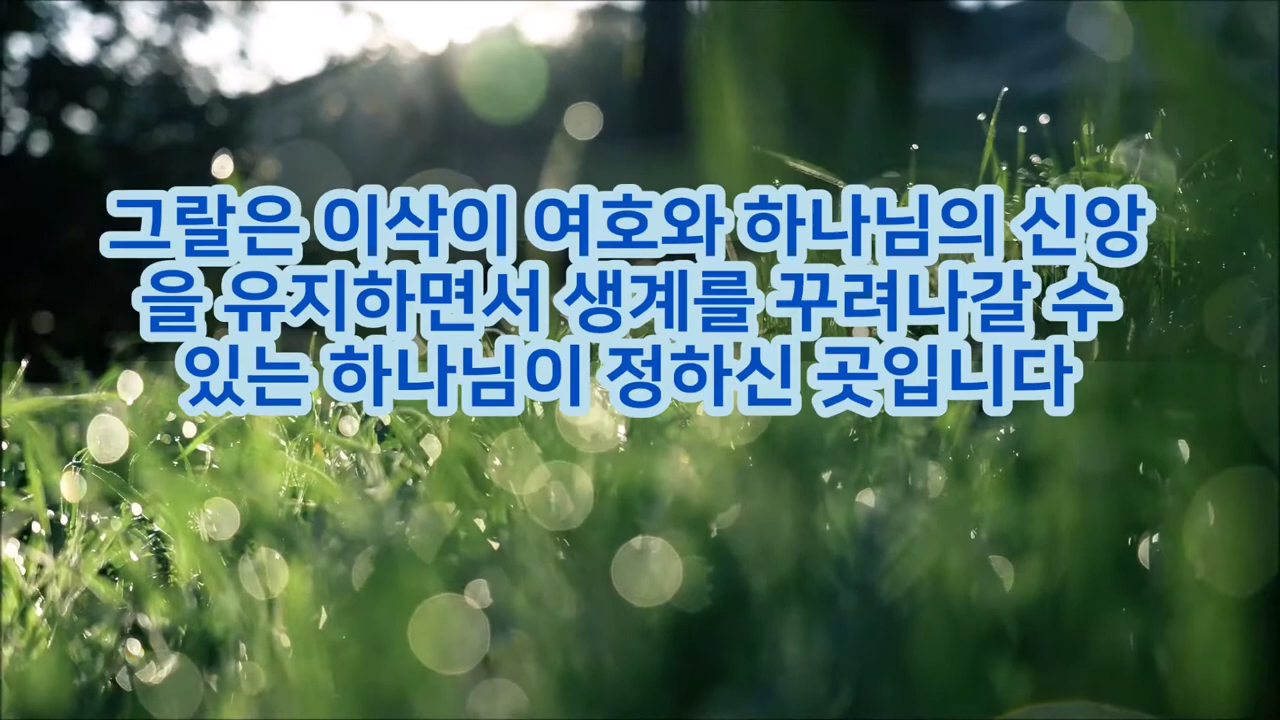 그랄은 이삭이 여호와 하나님의 신앙
을 유지하면서 생계를 꾸려나갈 수
있는 하나님이 정하신 곳입니다